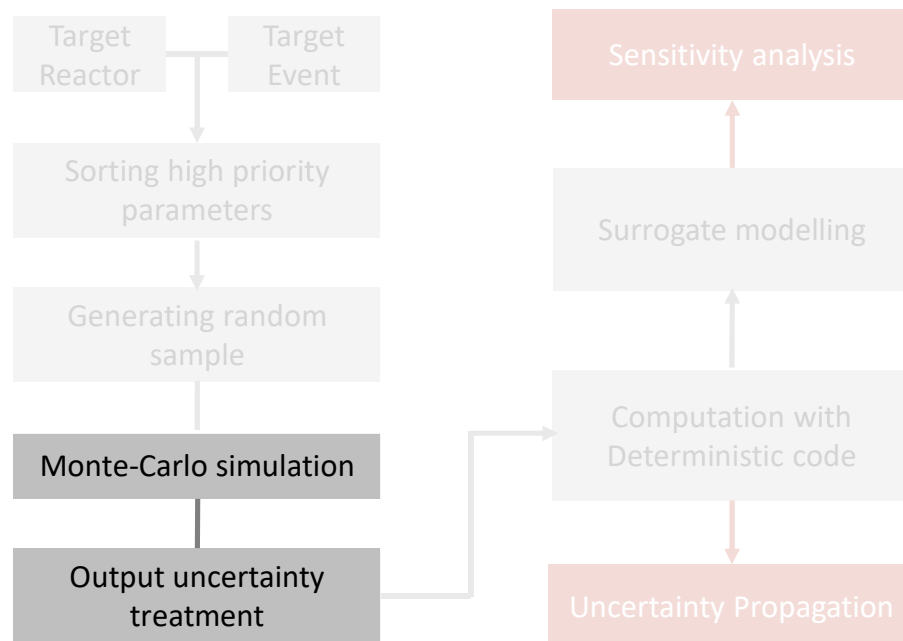 Target
Reactor
Target
Event
Sorting high priority
parameters
Generating random
sample
Monte-Carlo simulation
Output uncertainty
treatment
Sensitivity analysis
Surrogate modelling
Computation with
Deterministic code
Uncertainty Propagation